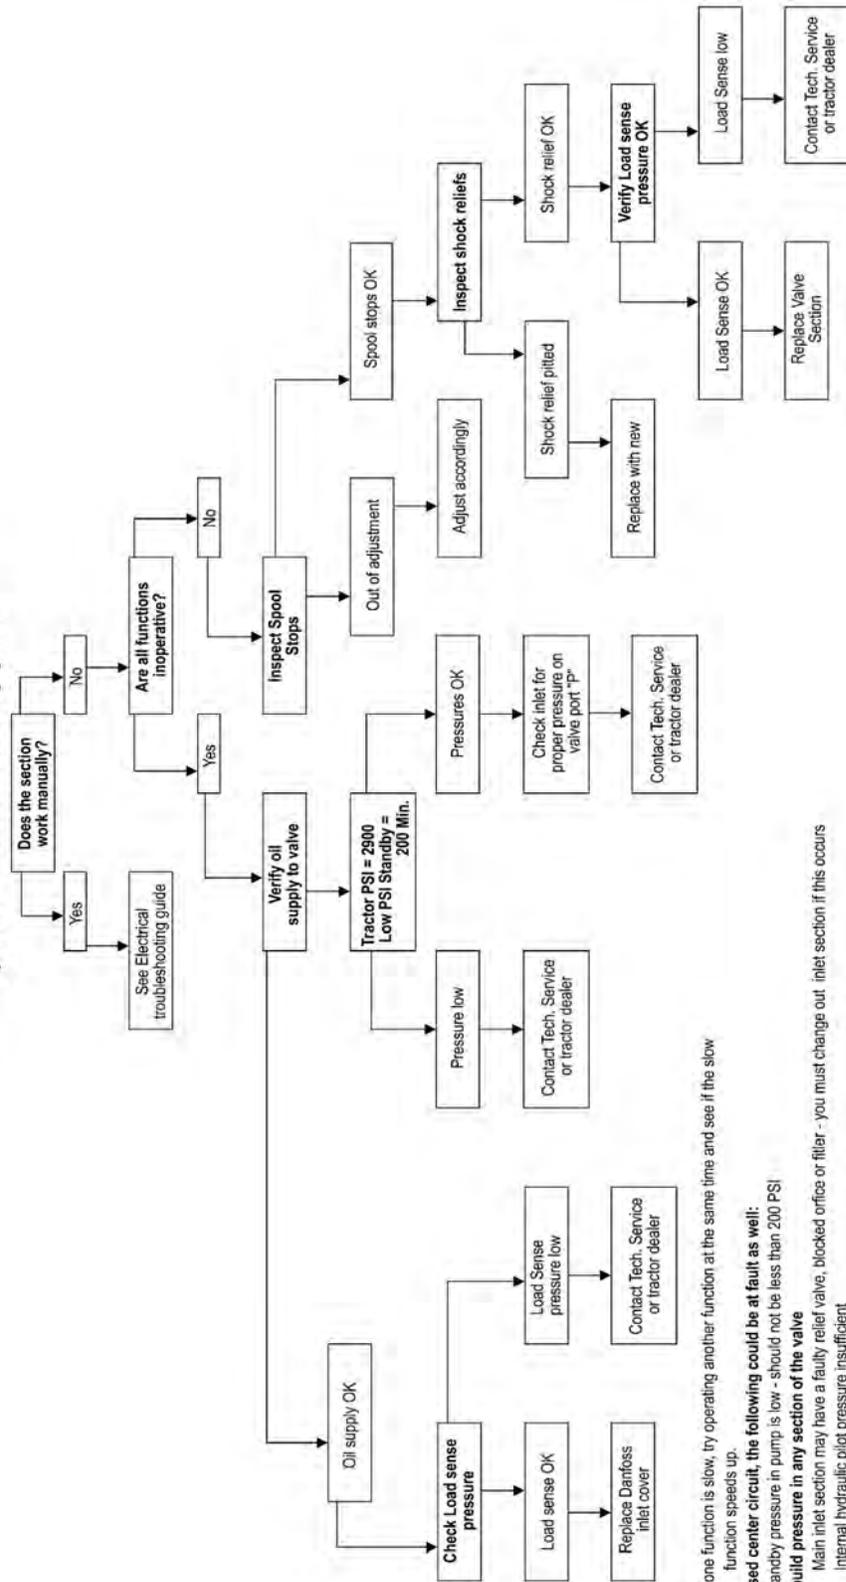 Does the section
work manually?
Yes
No
See Electrical
troubleshooting guide
Are all functions
inoperative?
Yes
No
Verify oil
supply to valve
Inspect Spool
Stops
Oil supply OK
Tractor PSI = 2900
Low PSI Standby =
200 Min.
Out of adjustment
Spool stops OK
Check Load sense
pressure
Pressure low
Pressures OK
Adjust accordingly
Inspect shock reliefs
Load sense OK
Load Sense
pressure low
Contact Tech. Service
or tractor dealer
Check inlet for
proper pressure on
valve port "P"
Shock relief pitted
Shock relief OK
Replace Danfoss
inlet cover
Contact Tech. Service
or tractor dealer
Contact Tech. Service
or tractor dealer
Replace with new
Verify Load sense
pressure OK
Load Sense OK
Load Sense low
Replace Valve
Section
Contact Tech. Service
or tractor dealer
one function is slow, try operating another function at the same time and see if the slow
function speeds up.
center circuit, the following could be at fault as well:
pressure in pump is low - should not be less than 200 PSI
pressure in any section of the valve
Main inlet section may have a faulty relief valve, blocked orfice or fitler - you must change out inlet section if this occurs
Internal hydraulic pilot pressure insufficient